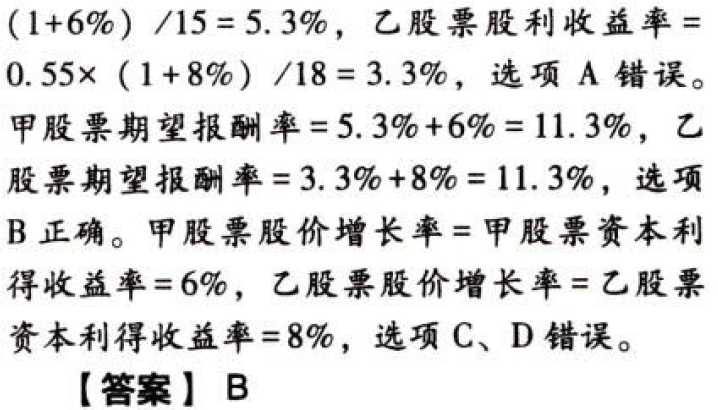 (1+6%) /15 = 5. 3%，乙股票股利收益率 =
0. 55×（1+8%）/18 = 3. 3%，选项 A 错误。
甲股票期望报酬率 = 5. 3%+6% = 11. 3%，乙
股票期望报酬率 = 3. 3%+8% = 11. 3%，选项
B 正确。甲股票股价增长率 = 甲股票资本利
得收益率 = 6%，乙股票股价增长率 = 乙股票
资本利得收益率 = 8%，选项 C、D 错误。
【答案】 B